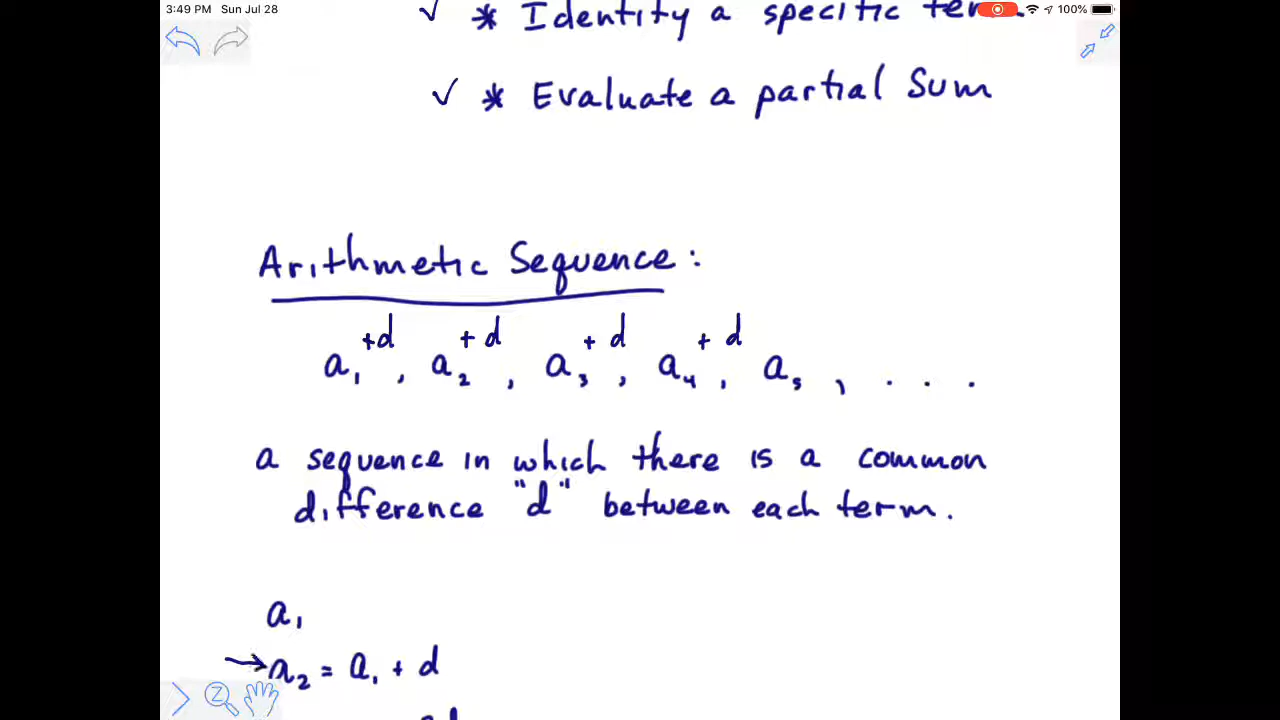 3:49 PM Sun Jul 28
100%
✓ * Identify a specific term.
✓ * Evaluate a partial Sum
Arithmetic Sequence:
+d +d +d +d
a₁, a₂, a₃, a₄, a₅, . . .
a sequence in which there is a common
difference "d" between each term.
a₁
→a₂ = a₁ + d